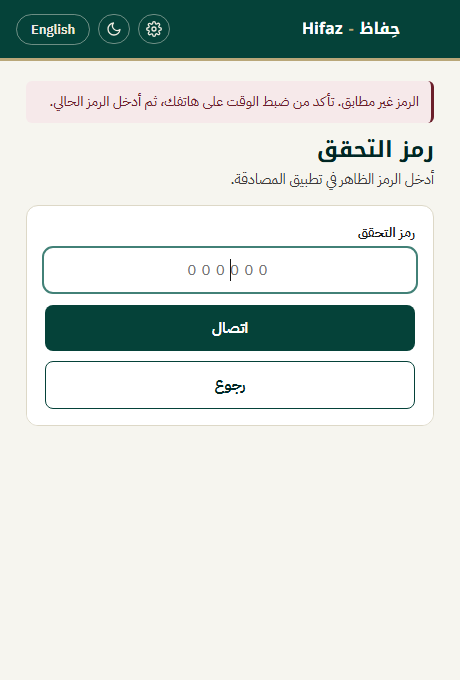 حِفاظ - Hifaz
English
الرمز غير مطابق. تأكد من ضبط الوقت على هاتفك، ثم أدخل الرمز الحالي.
رمز التحقق
أدخل الرمز الظاهر في تطبيق المصادقة.
رمز التحقق
000000
اتصال
رجوع